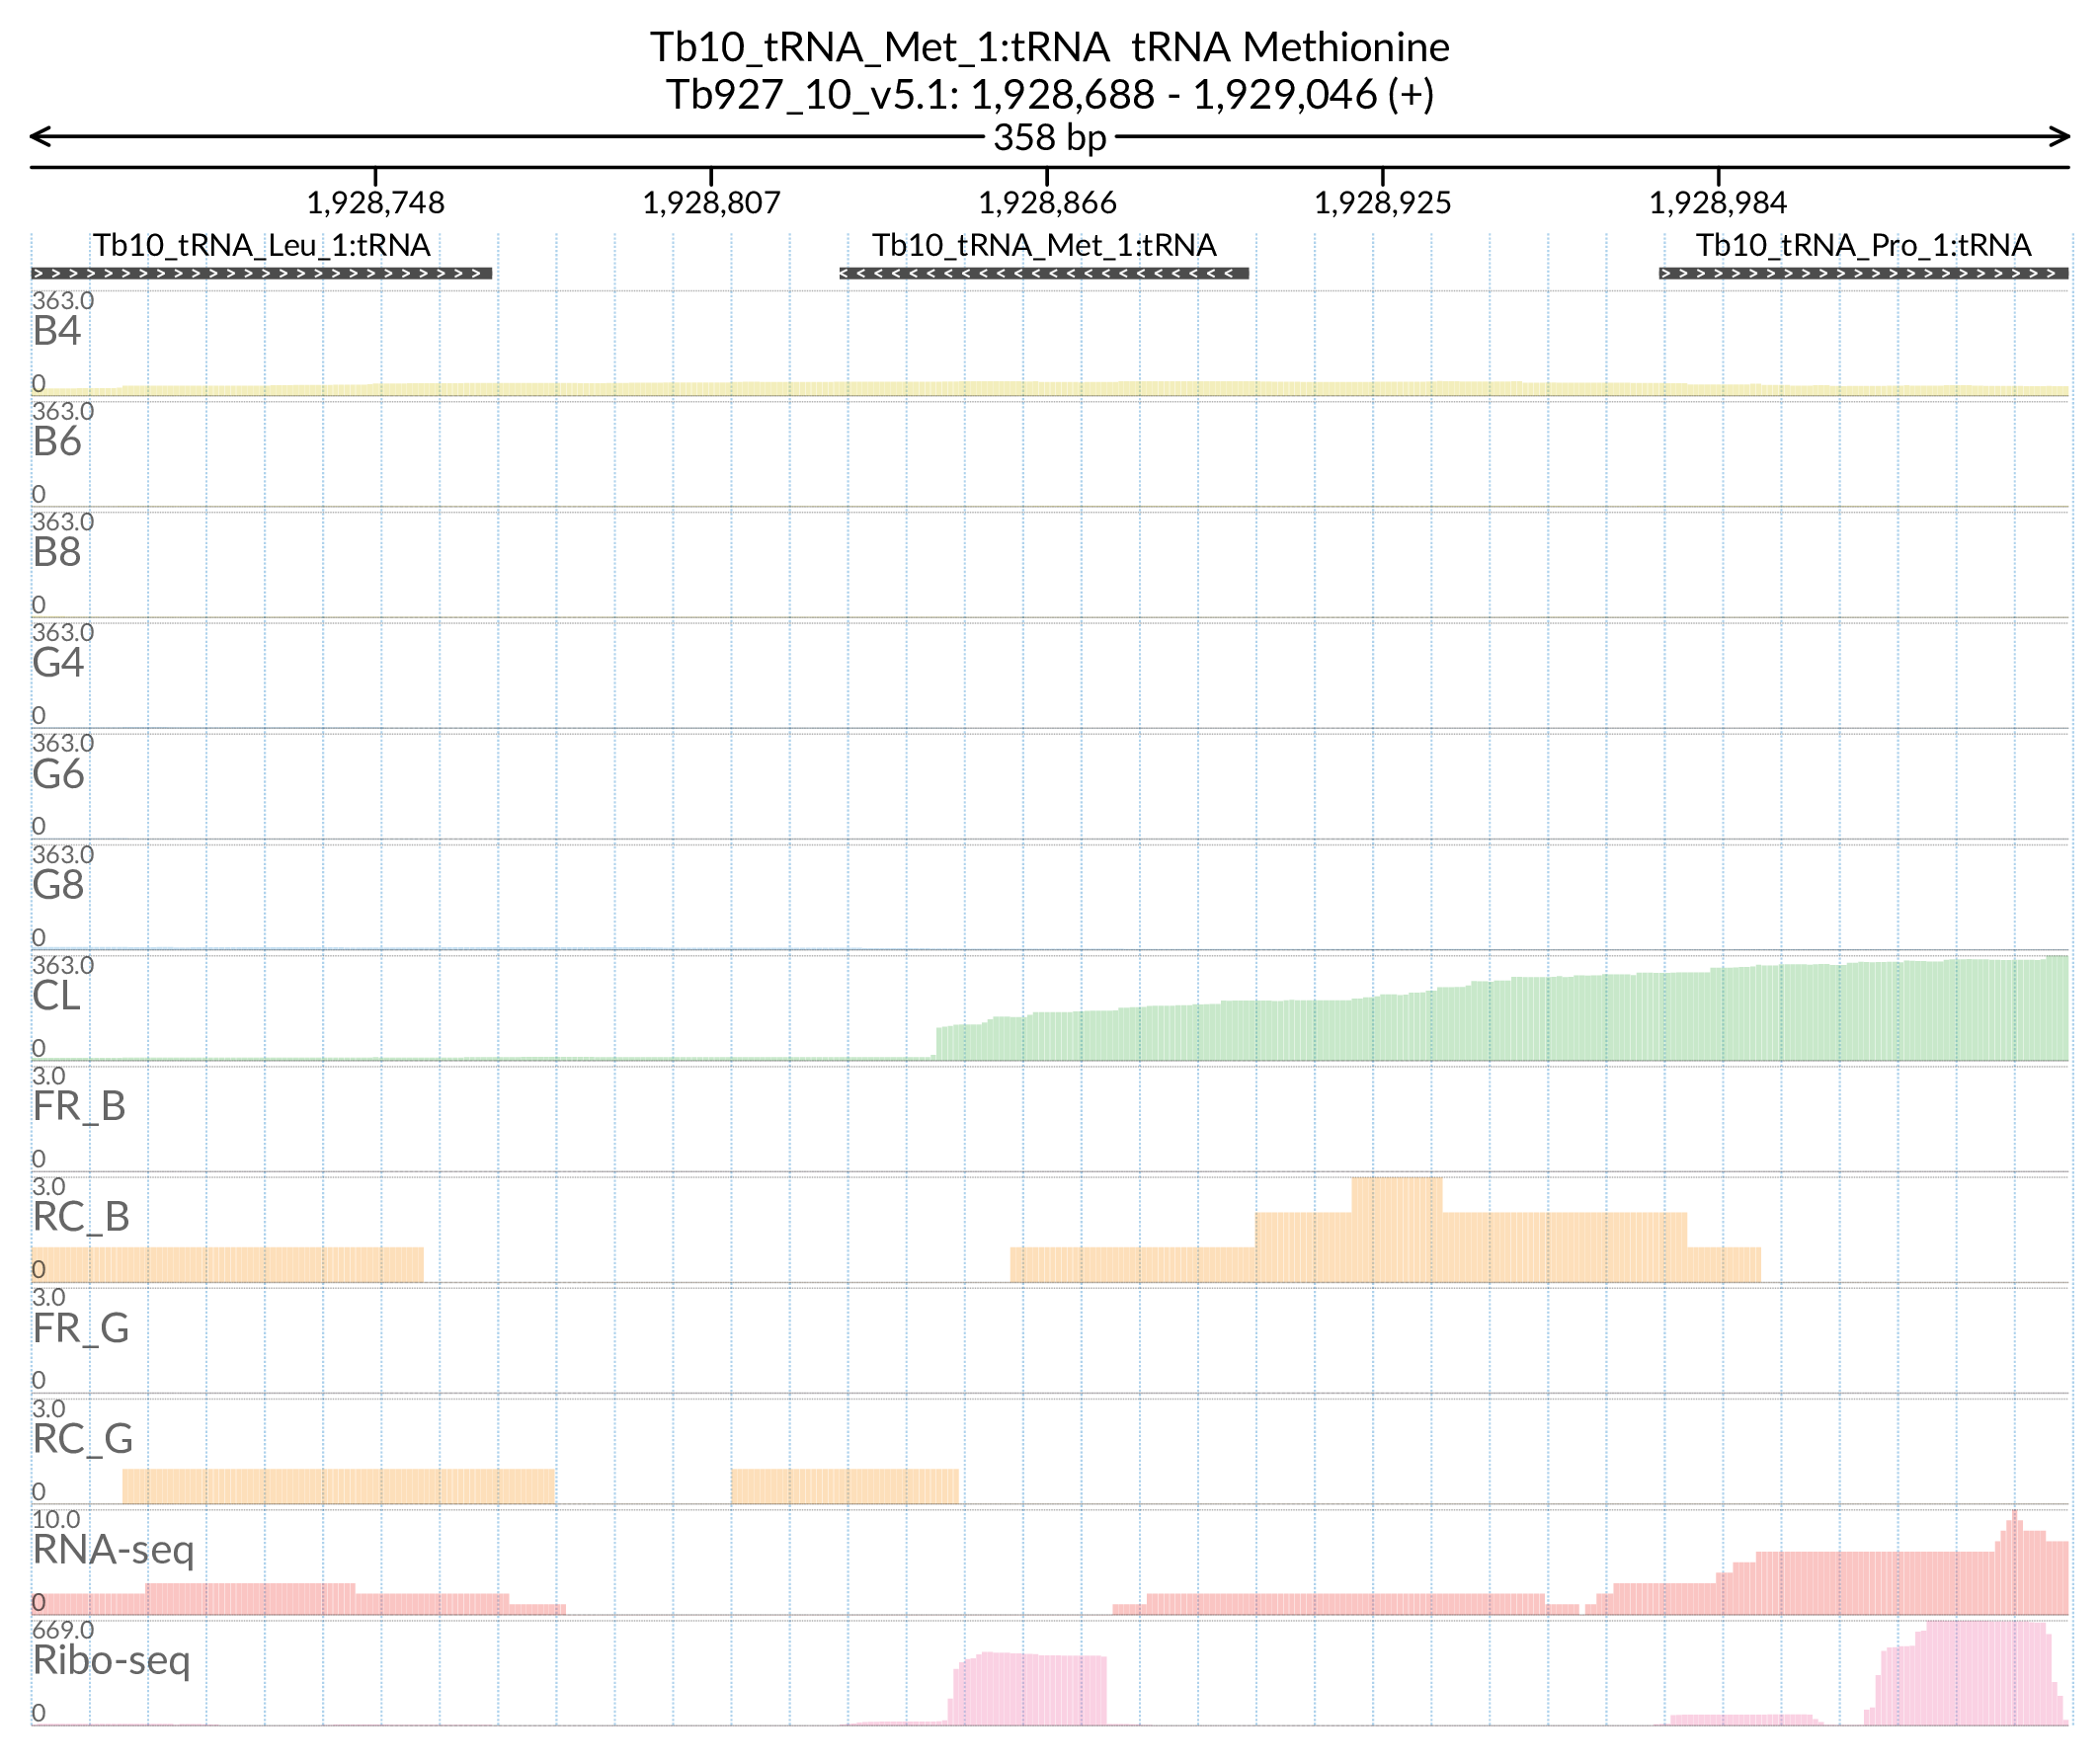 Tb10_tRNA_Met_1:tRNA  tRNA Methionine
Tb927_10_v5.1: 1,928,688 - 1,929,046 (+)
358 bp
1,928,748 1,928,807 1,928,866 1,928,925 1,928,984
Tb10_tRNA_Leu_1:tRNA Tb10_tRNA_Met_1:tRNA Tb10_tRNA_Pro_1:tRNA
363.0
B4
0
363.0
B6
0
363.0
B8
0
363.0
G4
0
363.0
G6
0
363.0
G8
0
363.0
CL
0
3.0
FR_B
0
3.0
RC_B
0
3.0
FR_G
0
3.0
RC_G
0
10.0
RNA-seq
0
669.0
Ribo-seq
0